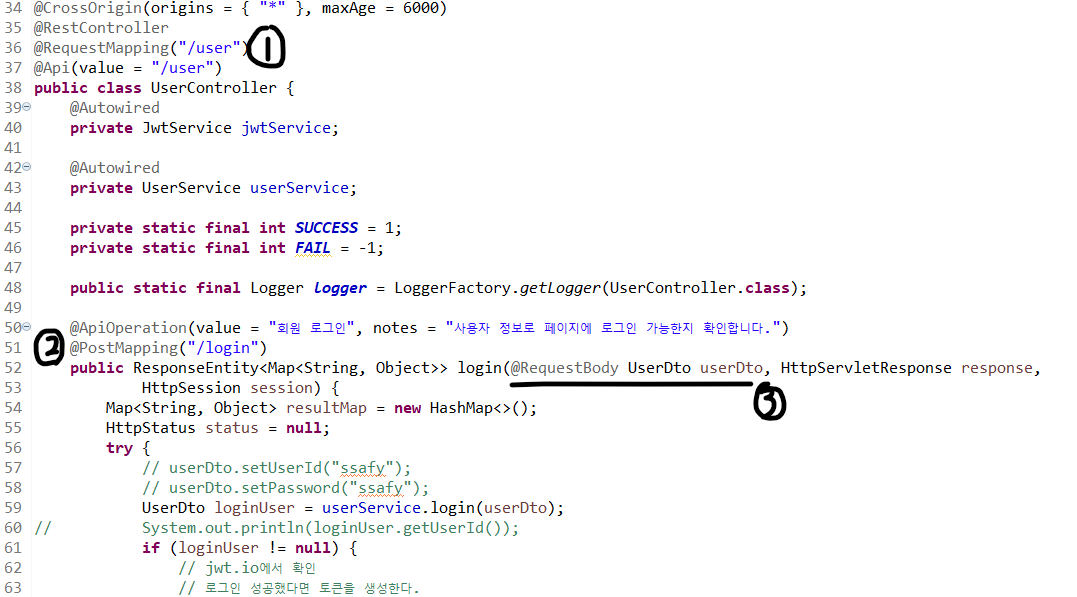 34 @CrossOrigin(origins = { "*" }, maxAge = 6000)
35 @RestController
36 @RequestMapping("/user") 1
37 @Api(value = "/user")
38 public class UserController {
39 @Autowired
40 private JwtService jwtService;
41
42 @Autowired
43 private UserService userService;
44
45 private static final int SUCCESS = 1;
46 private static final int FAIL = -1;
47
48 public static final Logger logger = LoggerFactory.getLogger(UserController.class);
49
50 @ApiOperation(value = "회원 로그인", notes = "사용자 정보로 페이지에 로그인 가능한지 확인합니다.")
51 2 @PostMapping("/login")
52 public ResponseEntity<Map<String, Object>> login(@RequestBody UserDto userDto, HttpServletResponse response,
53 HttpSession session) { 3
54 Map<String, Object> resultMap = new HashMap<>();
55 HttpStatus status = null;
56 try {
57 // userDto.setUserId("ssafy");
58 // userDto.setPassword("ssafy");
59 UserDto loginUser = userService.login(userDto);
60 // System.out.println(loginUser.getUserId());
61 if (loginUser != null) {
62 // jwt.io에서 확인
63 // 로그인 성공했다면 토큰을 생성한다.